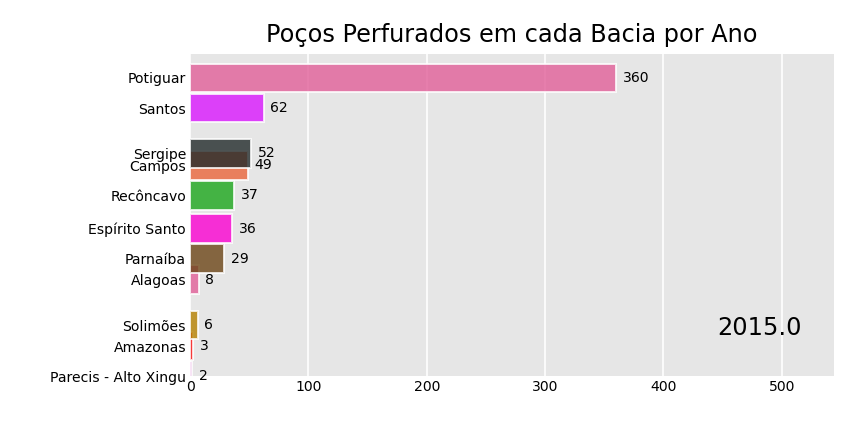 Poços Perfurados em cada Bacia por Ano
Potiguar 360
Santos 62
Sergipe 52
Campos 49
Recôncavo 37
Espírito Santo 36
Parnaíba 29
Alagoas 8
Solimões 6
2015.0
Amazonas 3
Parecis - Alto Xingu 2
0 100 200 300 400 500